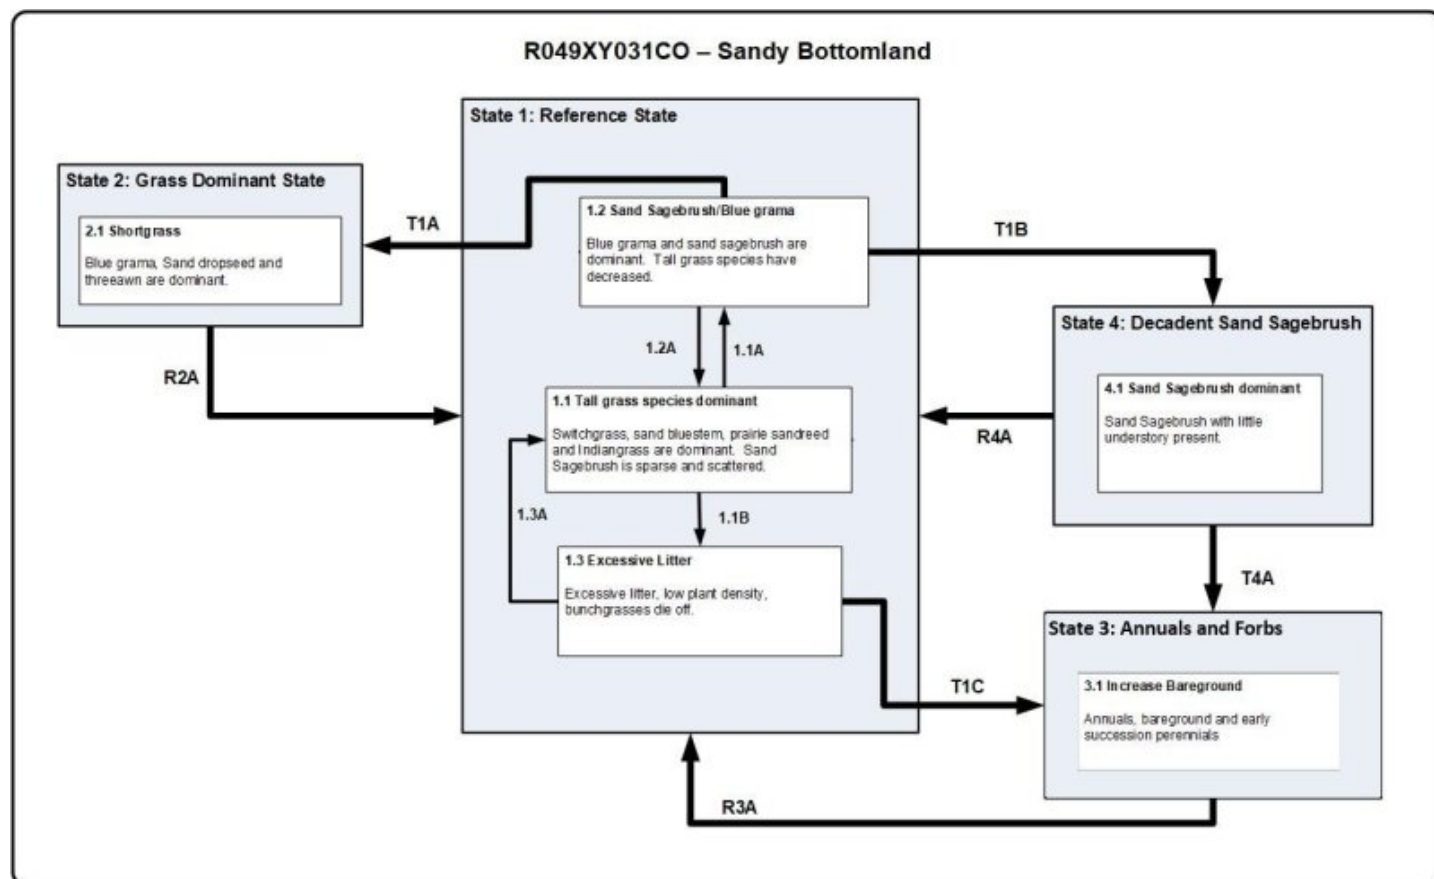 R049XY031CO – Sandy Bottomland
State 1: Reference State
State 2: Grass Dominant State
2.1 Shortgrass
Blue grama, Sand dropseed and
threeawn are dominant.
T1A
1.2 Sand Sagebrush/Blue grama
Blue grama and sand sagebrush are
dominant. Tall grass species have
decreased.
T1B
1.2A
1.1A
R2A
1.1 Tall grass species dominant
Switchgrass, sand bluestem, prairie sandreed
and Indiangrass are dominant. Sand
Sagebrush is sparse and scattered.
State 4: Decadent Sand Sagebrush
4.1 Sand Sagebrush dominant
Sand Sagebrush with little
understory present.
R4A
1.3A
1.1B
1.3 Excessive Litter
Excessive litter, low plant density,
bunchgrasses die off.
T4A
State 3: Annuals and Forbs
3.1 Increase Bareground
Annuals, bareground and early
succession perennials
T1C
R3A